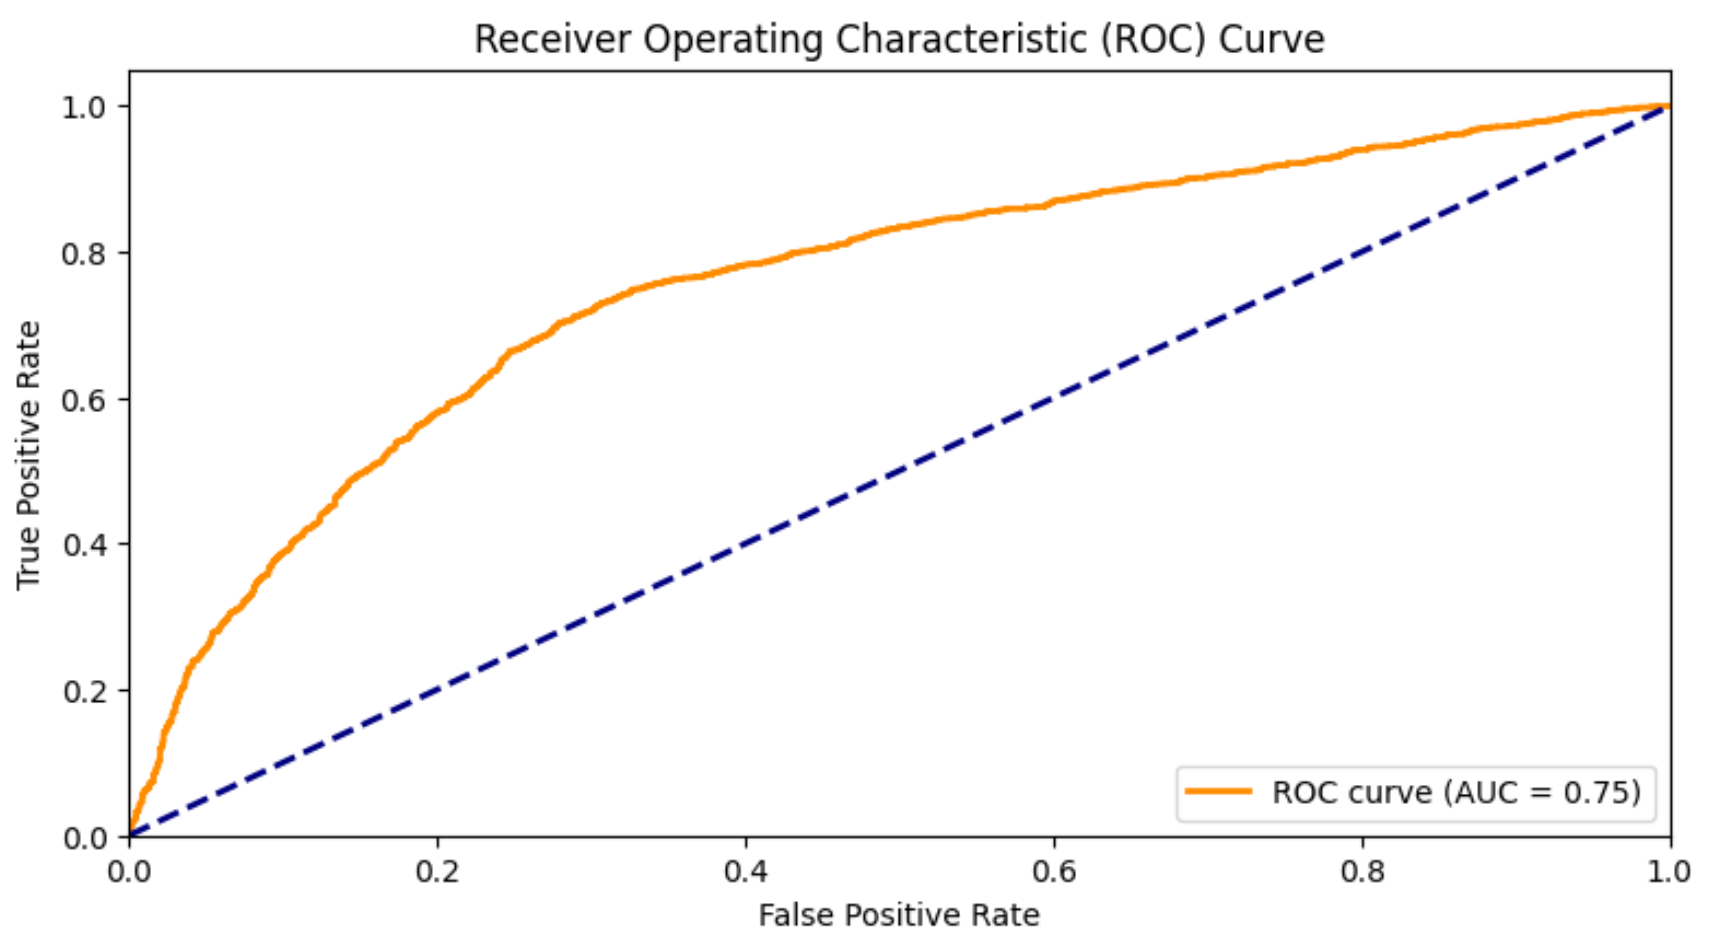 Receiver Operating Characteristic (ROC) Curve
True Positive Rate
1.0
0.8
0.6
0.4
0.2
0.0
ROC curve (AUC = 0.75)
0.0 0.2 0.4 0.6 0.8 1.0
False Positive Rate